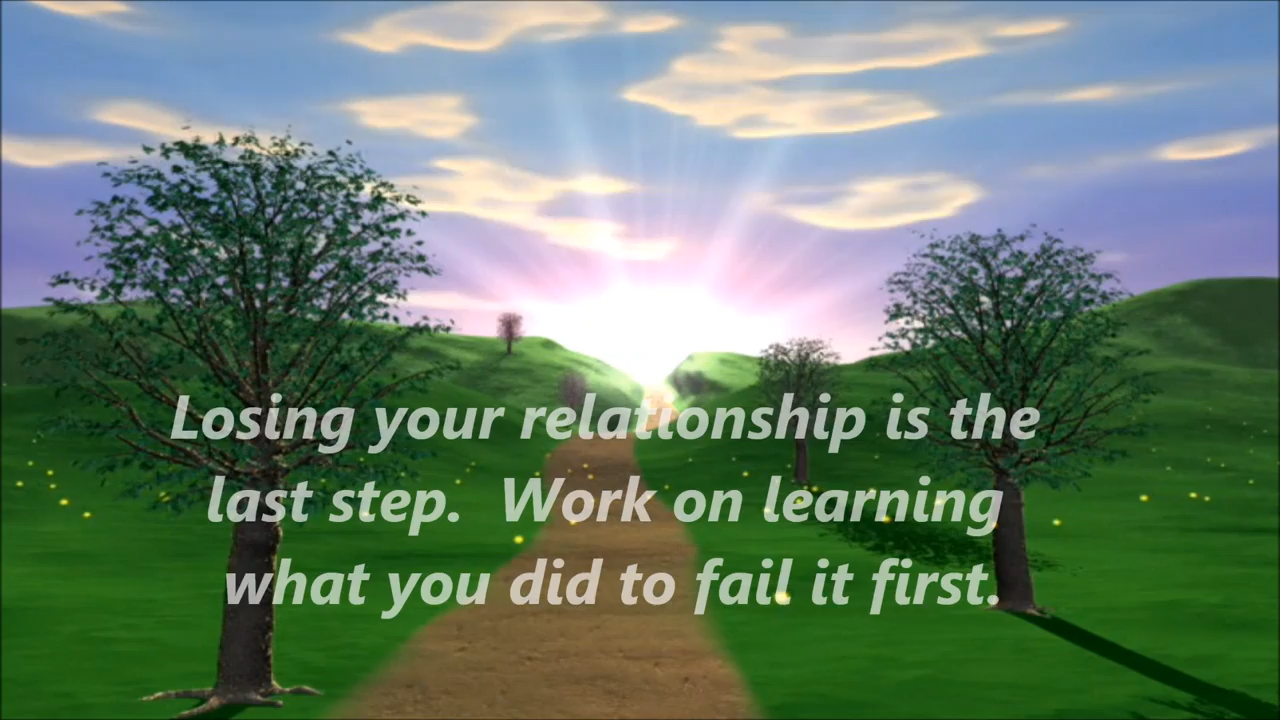 Losing your relationship is the
last step.  Work on learning
what you did to fail it first.